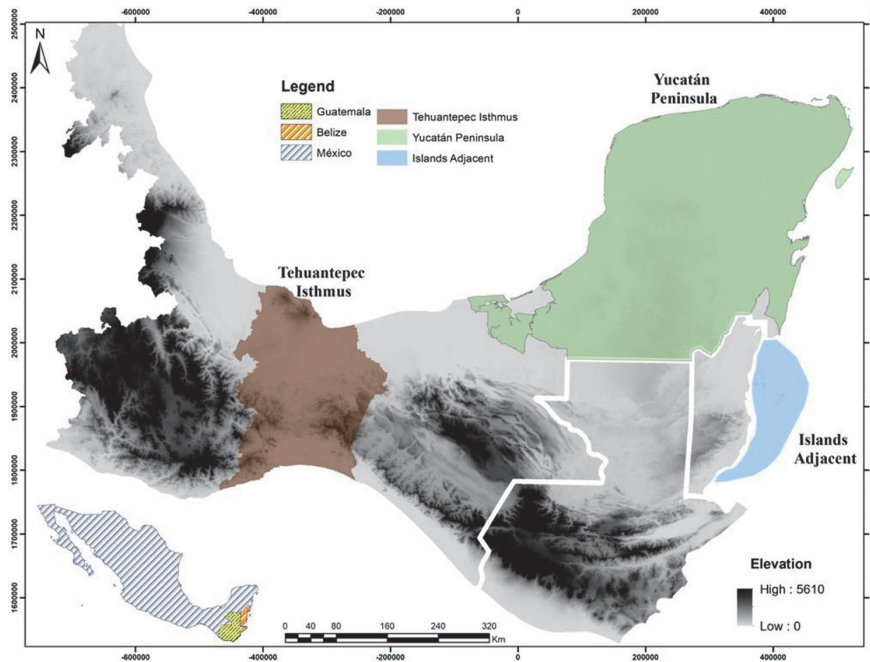 -600000 -400000 -200000 0 200000 400000
2500000
2400000
2300000
2200000
2100000
2000000
1900000
1800000
1700000
1600000
N
Legend
Guatemala
Belize
México
Tehuantepec Isthmus
Yucatán Peninsula
Islands Adjacent
Yucatán
Peninsula
Tehuantepec
Isthmus
Islands
Adjacent
Elevation
High : 5610
Low : 0
0 40 80 160 240 320
Km
-600000 -400000 -200000 0 200000 400000